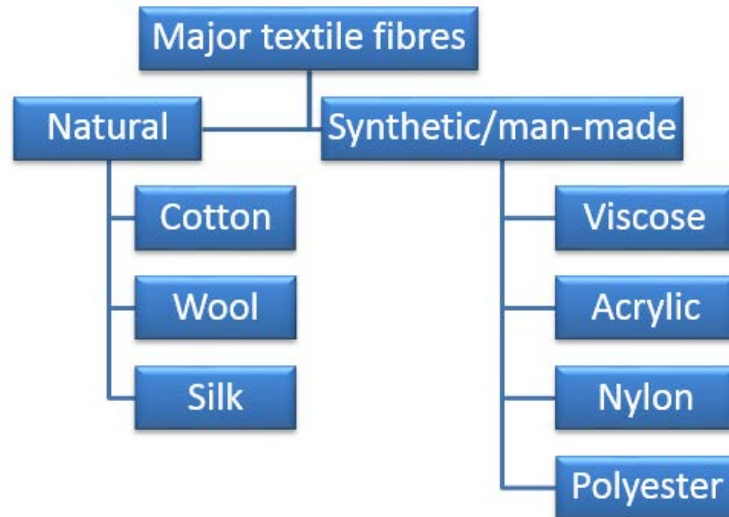 Major textile fibres
Natural
Synthetic/man-made
Cotton
Wool
Silk
Viscose
Acrylic
Nylon
Polyester